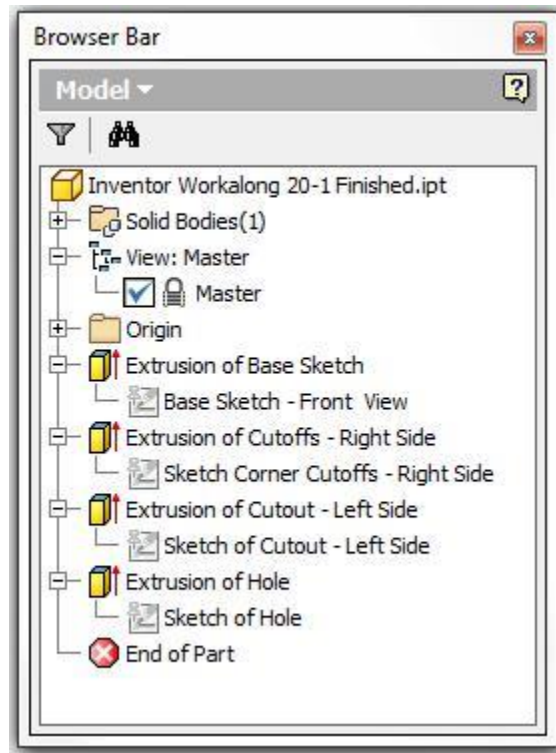 Browser Bar
Model
Inventor Workalong 20-1 Finished.ipt
Solid Bodies(1)
View: Master
Master
Origin
Extrusion of Base Sketch
Base Sketch - Front View
Extrusion of Cutoffs - Right Side
Sketch Corner Cutoffs - Right Side
Extrusion of Cutout - Left Side
Sketch of Cutout - Left Side
Extrusion of Hole
Sketch of Hole
End of Part